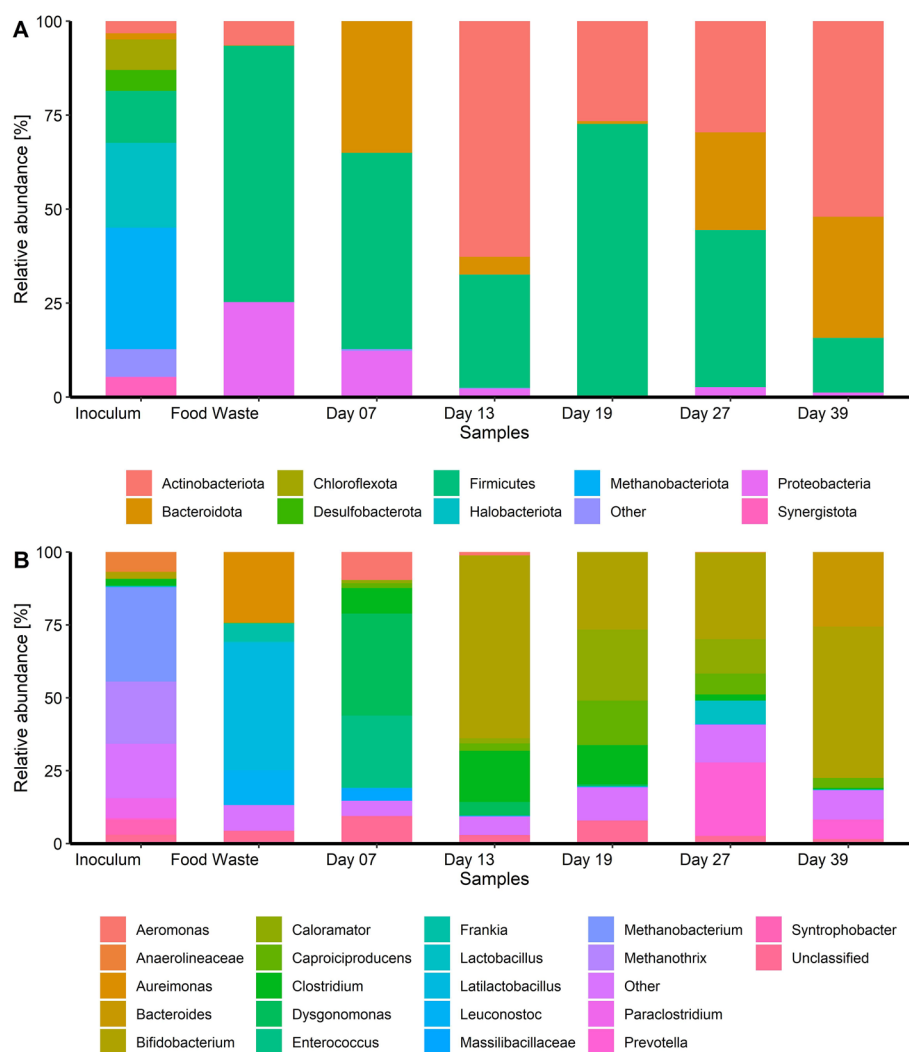 A
100
75
50
25
0
Relative abundance [%]
Inoculum Food Waste Day 07 Day 13 Day 19 Day 27 Day 39
Samples
Actinobacteriota Chloroflexota Firmicutes Methanobacteriota Proteobacteria
Bacteroidota Desulfobacterota Halobacteriota Other Synergistota
B
100
75
50
25
0
Relative abundance [%]
Inoculum Food Waste Day 07 Day 13 Day 19 Day 27 Day 39
Samples
Aeromonas Caloramator Frankia Methanobacterium Syntrophobacter
Anaerolineaceae Caproiciproducens Lactobacillus Methanothrix Unclassified
Aureimonas Clostridium Latilactobacillus Other
Bacteroides Dysgonomonas Leuconostoc Paraclostridium
Bifidobacterium Enterococcus Massilibacillaceae Prevotella